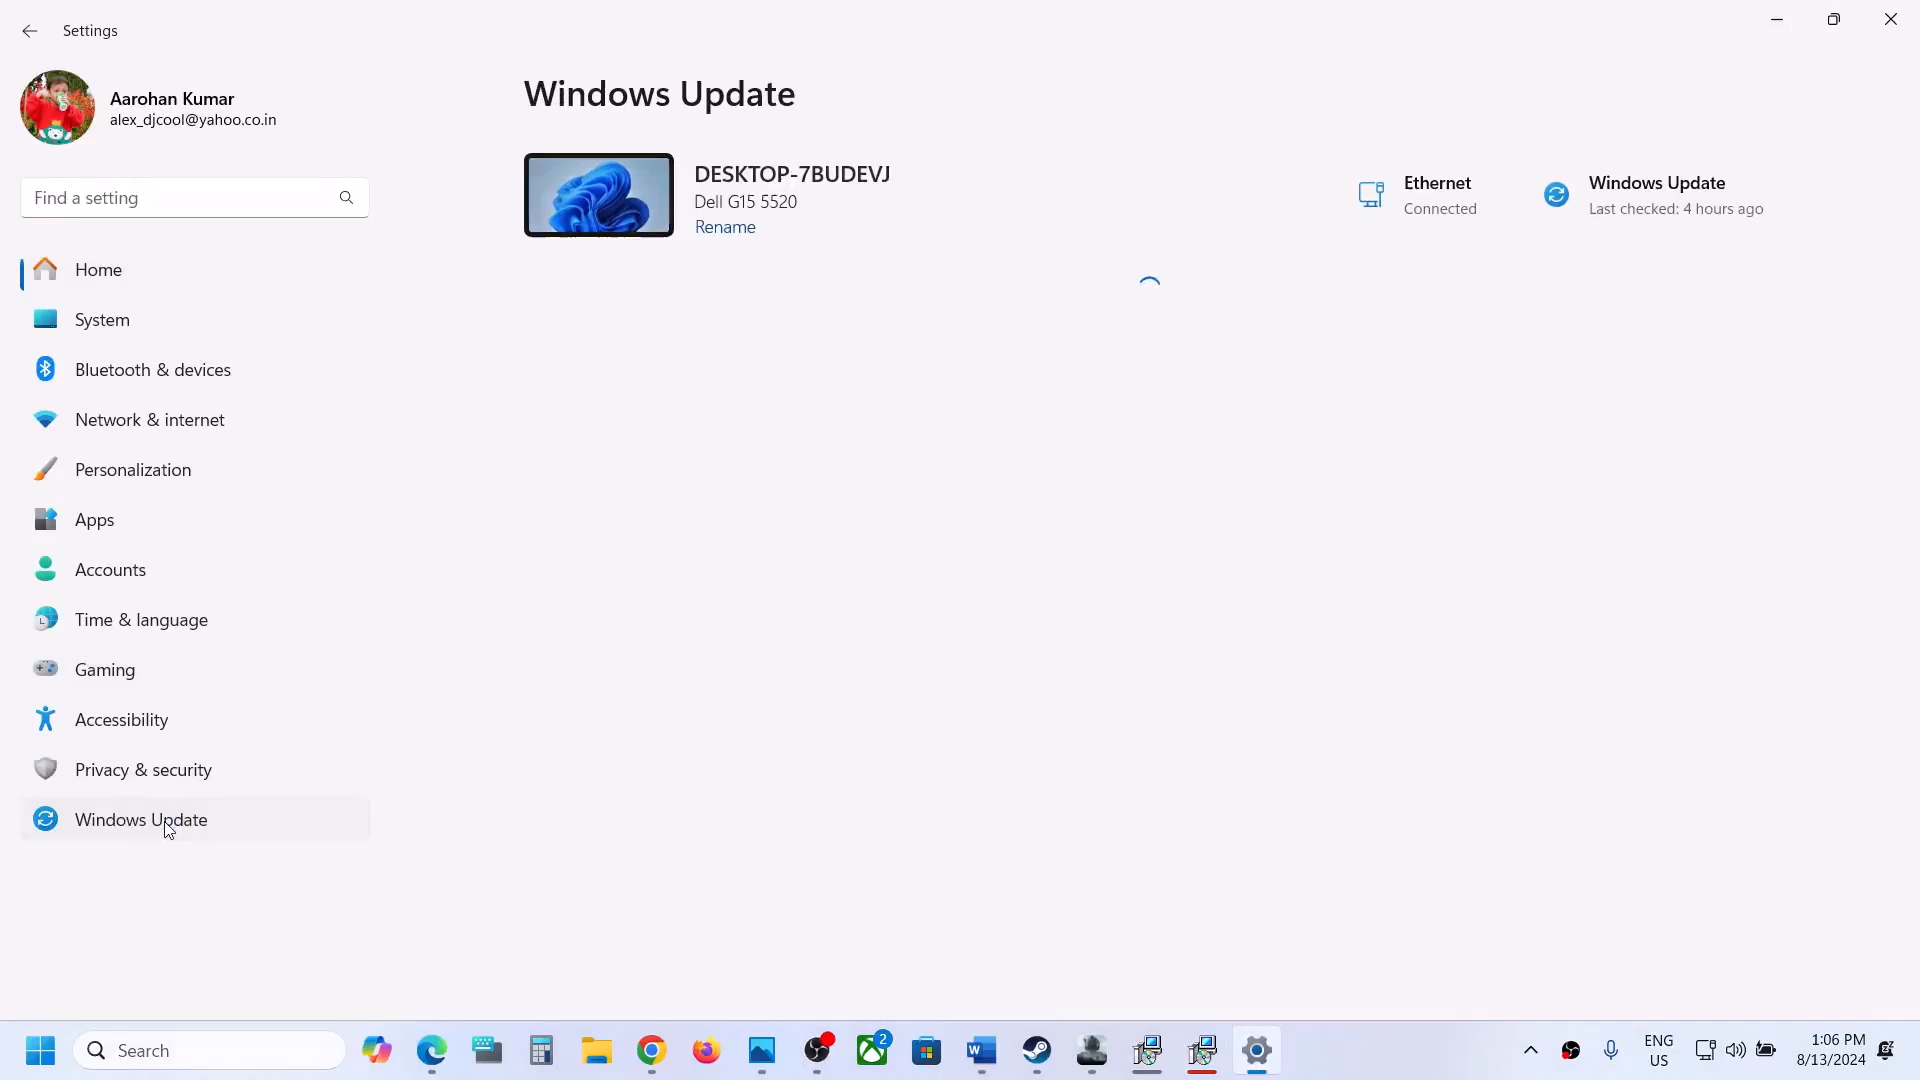 Settings
Aarohan Kumar
alex_djcool@yahoo.co.in
Find a setting
Home
System
Bluetooth & devices
Network & internet
Personalization
Apps
Accounts
Time & language
Gaming
Accessibility
Privacy & security
Windows Update
Windows Update
DESKTOP-7BUDEVJ
Dell G15 5520
Rename
Ethernet
Connected
Windows Update
Last checked: 4 hours ago
Search
2
ENG
US
1:06 PM
8/13/2024